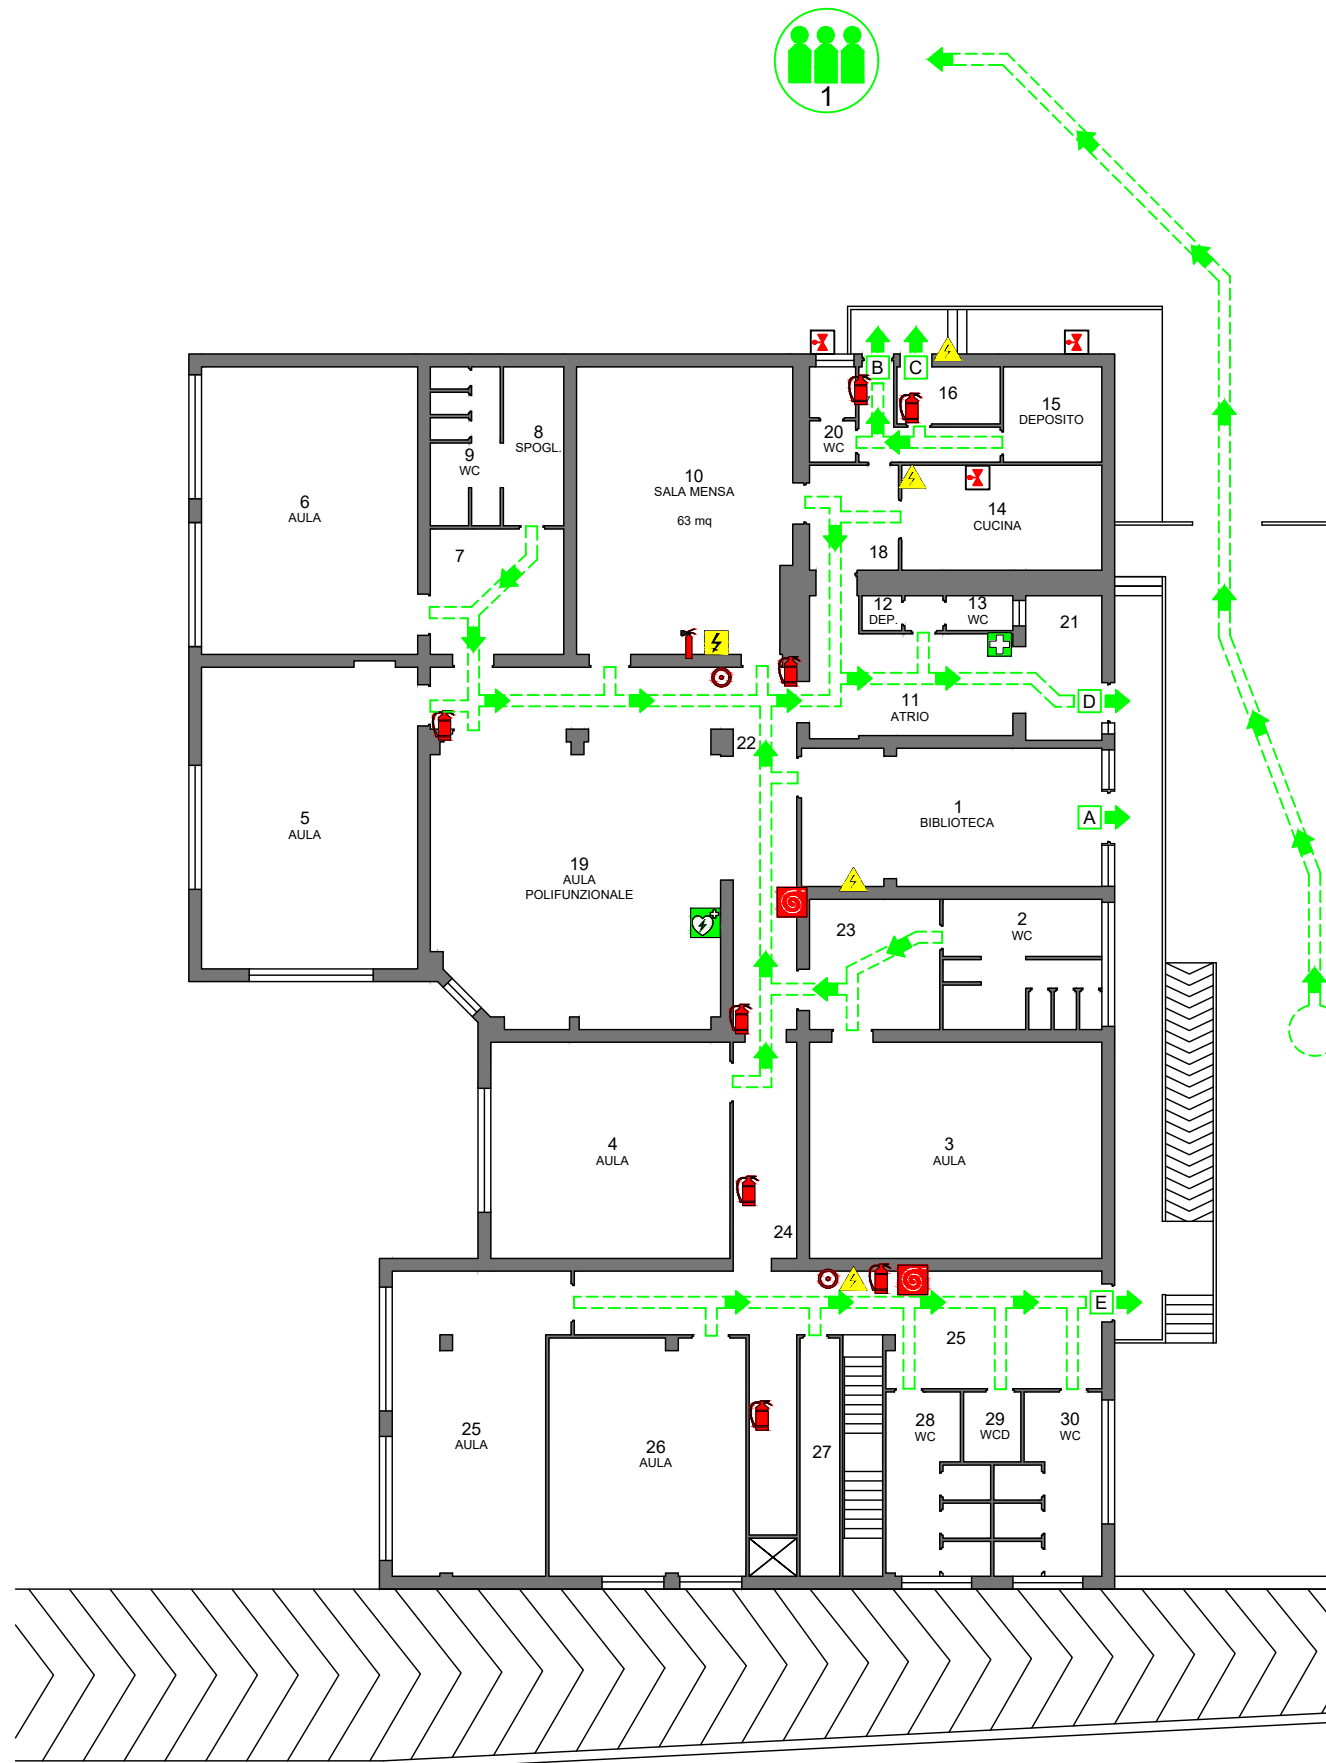 1
B
C
16
15
DEPOSITO
8
SPOGL.
20
WC
9
WC
10
SALA MENSA
63 mq
6
AULA
14
CUCINA
7
18
12
DEP.
13
WC
21
D
11
ATRIO
22
1
BIBLIOTECA
A
5
AULA
19
AULA
POLIFUNZIONALE
23
2
WC
4
AULA
3
AULA
24
E
25
25
AULA
26
AULA
27
28
WC
29
WCD
30
WC